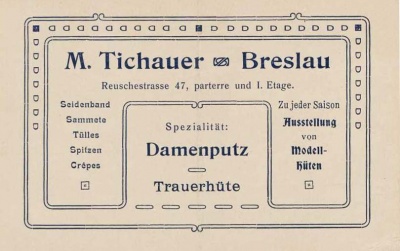 M. Tichauer Breslau
Reuschestrasse 47, parterre und I. Etage.
Seidenband
Sammete
Tülles
Spitzen
Crêpes
Spezialität:
Damenputz
Trauerhüte
Zu jeder Saison
Ausstellung
von
Modell-
hüten